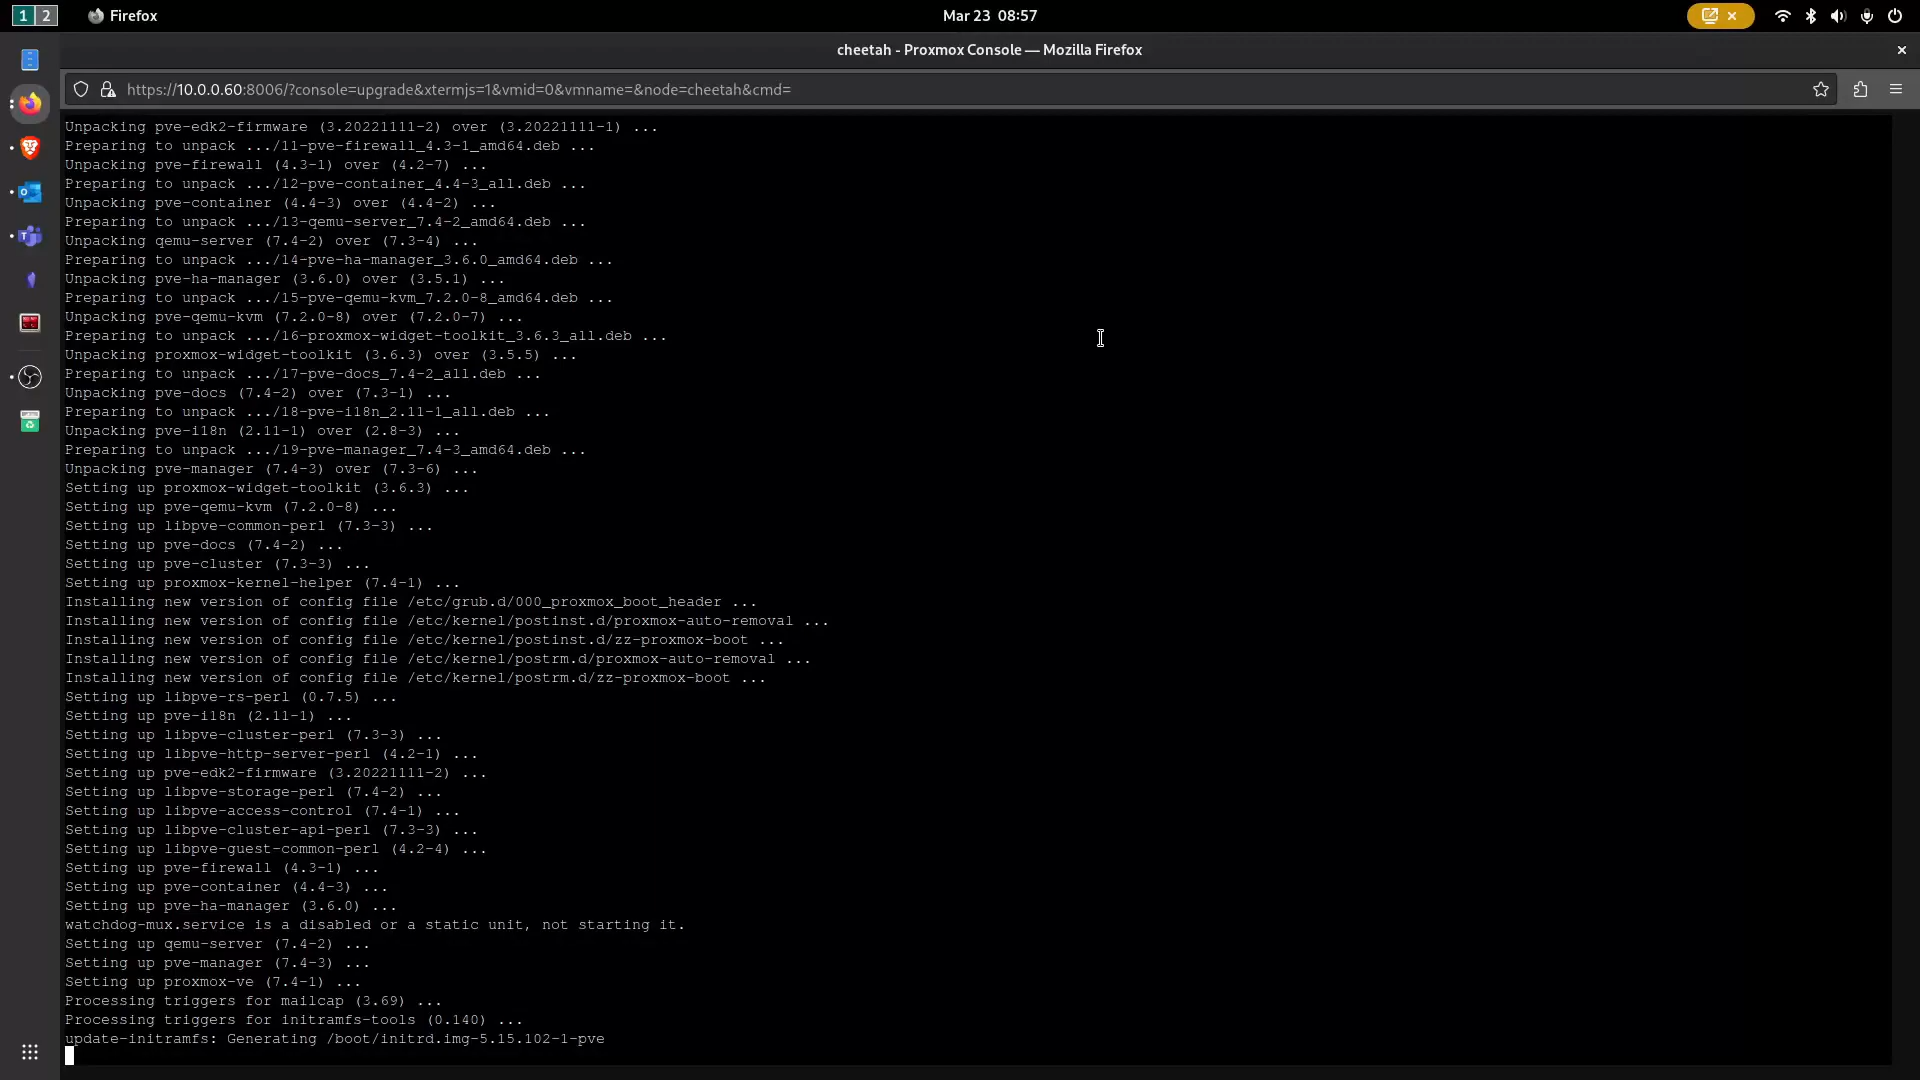 1 2 Firefox Mar 23 08:57
cheetah - Proxmox Console — Mozilla Firefox
https://10.0.0.60:8006/?console=upgrade&xtermjs=1&vmid=0&vmname=&node=cheetah&cmd=
Unpacking pve-edk2-firmware (3.20221111-2) over (3.20221111-1) ...
Preparing to unpack .../11-pve-firewall_4.3-1_amd64.deb ...
Unpacking pve-firewall (4.3-1) over (4.2-7) ...
Preparing to unpack .../12-pve-container_4.4-3_all.deb ...
Unpacking pve-container (4.4-3) over (4.4-2) ...
Preparing to unpack .../13-qemu-server_7.4-2_amd64.deb ...
Unpacking qemu-server (7.4-2) over (7.3-4) ...
Preparing to unpack .../14-pve-ha-manager_3.6.0_amd64.deb ...
Unpacking pve-ha-manager (3.6.0) over (3.5.1) ...
Preparing to unpack .../15-pve-qemu-kvm_7.2.0-8_amd64.deb ...
Unpacking pve-qemu-kvm (7.2.0-8) over (7.2.0-7) ...
Preparing to unpack .../16-proxmox-widget-toolkit_3.6.3_all.deb ...
Unpacking proxmox-widget-toolkit (3.6.3) over (3.5.5) ...
Preparing to unpack .../17-pve-docs_7.4-2_all.deb ...
Unpacking pve-docs (7.4-2) over (7.3-1) ...
Preparing to unpack .../18-pve-i18n_2.11-1_all.deb ...
Unpacking pve-i18n (2.11-1) over (2.8-3) ...
Preparing to unpack .../19-pve-manager_7.4-3_amd64.deb ...
Unpacking pve-manager (7.4-3) over (7.3-6) ...
Setting up proxmox-widget-toolkit (3.6.3) ...
Setting up pve-qemu-kvm (7.2.0-8) ...
Setting up libpve-common-perl (7.3-3) ...
Setting up pve-docs (7.4-2) ...
Setting up pve-cluster (7.3-3) ...
Setting up proxmox-kernel-helper (7.4-1) ...
Installing new version of config file /etc/grub.d/000_proxmox_boot_header ...
Installing new version of config file /etc/kernel/postinst.d/proxmox-auto-removal ...
Installing new version of config file /etc/kernel/postinst.d/zz-proxmox-boot ...
Installing new version of config file /etc/kernel/postrm.d/proxmox-auto-removal ...
Installing new version of config file /etc/kernel/postrm.d/zz-proxmox-boot ...
Setting up libpve-rs-perl (0.7.5) ...
Setting up pve-i18n (2.11-1) ...
Setting up libpve-cluster-perl (7.3-3) ...
Setting up libpve-http-server-perl (4.2-1) ...
Setting up pve-edk2-firmware (3.20221111-2) ...
Setting up libpve-storage-perl (7.4-2) ...
Setting up libpve-access-control (7.4-1) ...
Setting up libpve-cluster-api-perl (7.3-3) ...
Setting up libpve-guest-common-perl (4.2-4) ...
Setting up pve-firewall (4.3-1) ...
Setting up pve-container (4.4-3) ...
Setting up pve-ha-manager (3.6.0) ...
watchdog-mux.service is a disabled or a static unit, not starting it.
Setting up qemu-server (7.4-2) ...
Setting up pve-manager (7.4-3) ...
Setting up proxmox-ve (7.4-1) ...
Processing triggers for mailcap (3.69) ...
Processing triggers for initramfs-tools (0.140) ...
update-initramfs: Generating /boot/initrd.img-5.15.102-1-pve